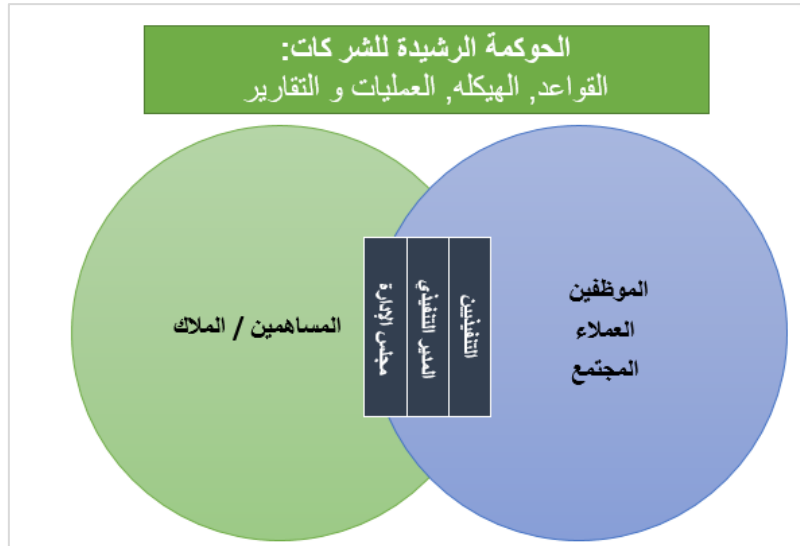 الحوكمة الرشيدة للشركات:
القواعد, الهيكله, العمليات و التقارير
الموظفين
العملاء
المجتمع
التنفيذيين
المدير التنفيذي
مجلس الإدارة
المساهمين / الملاك